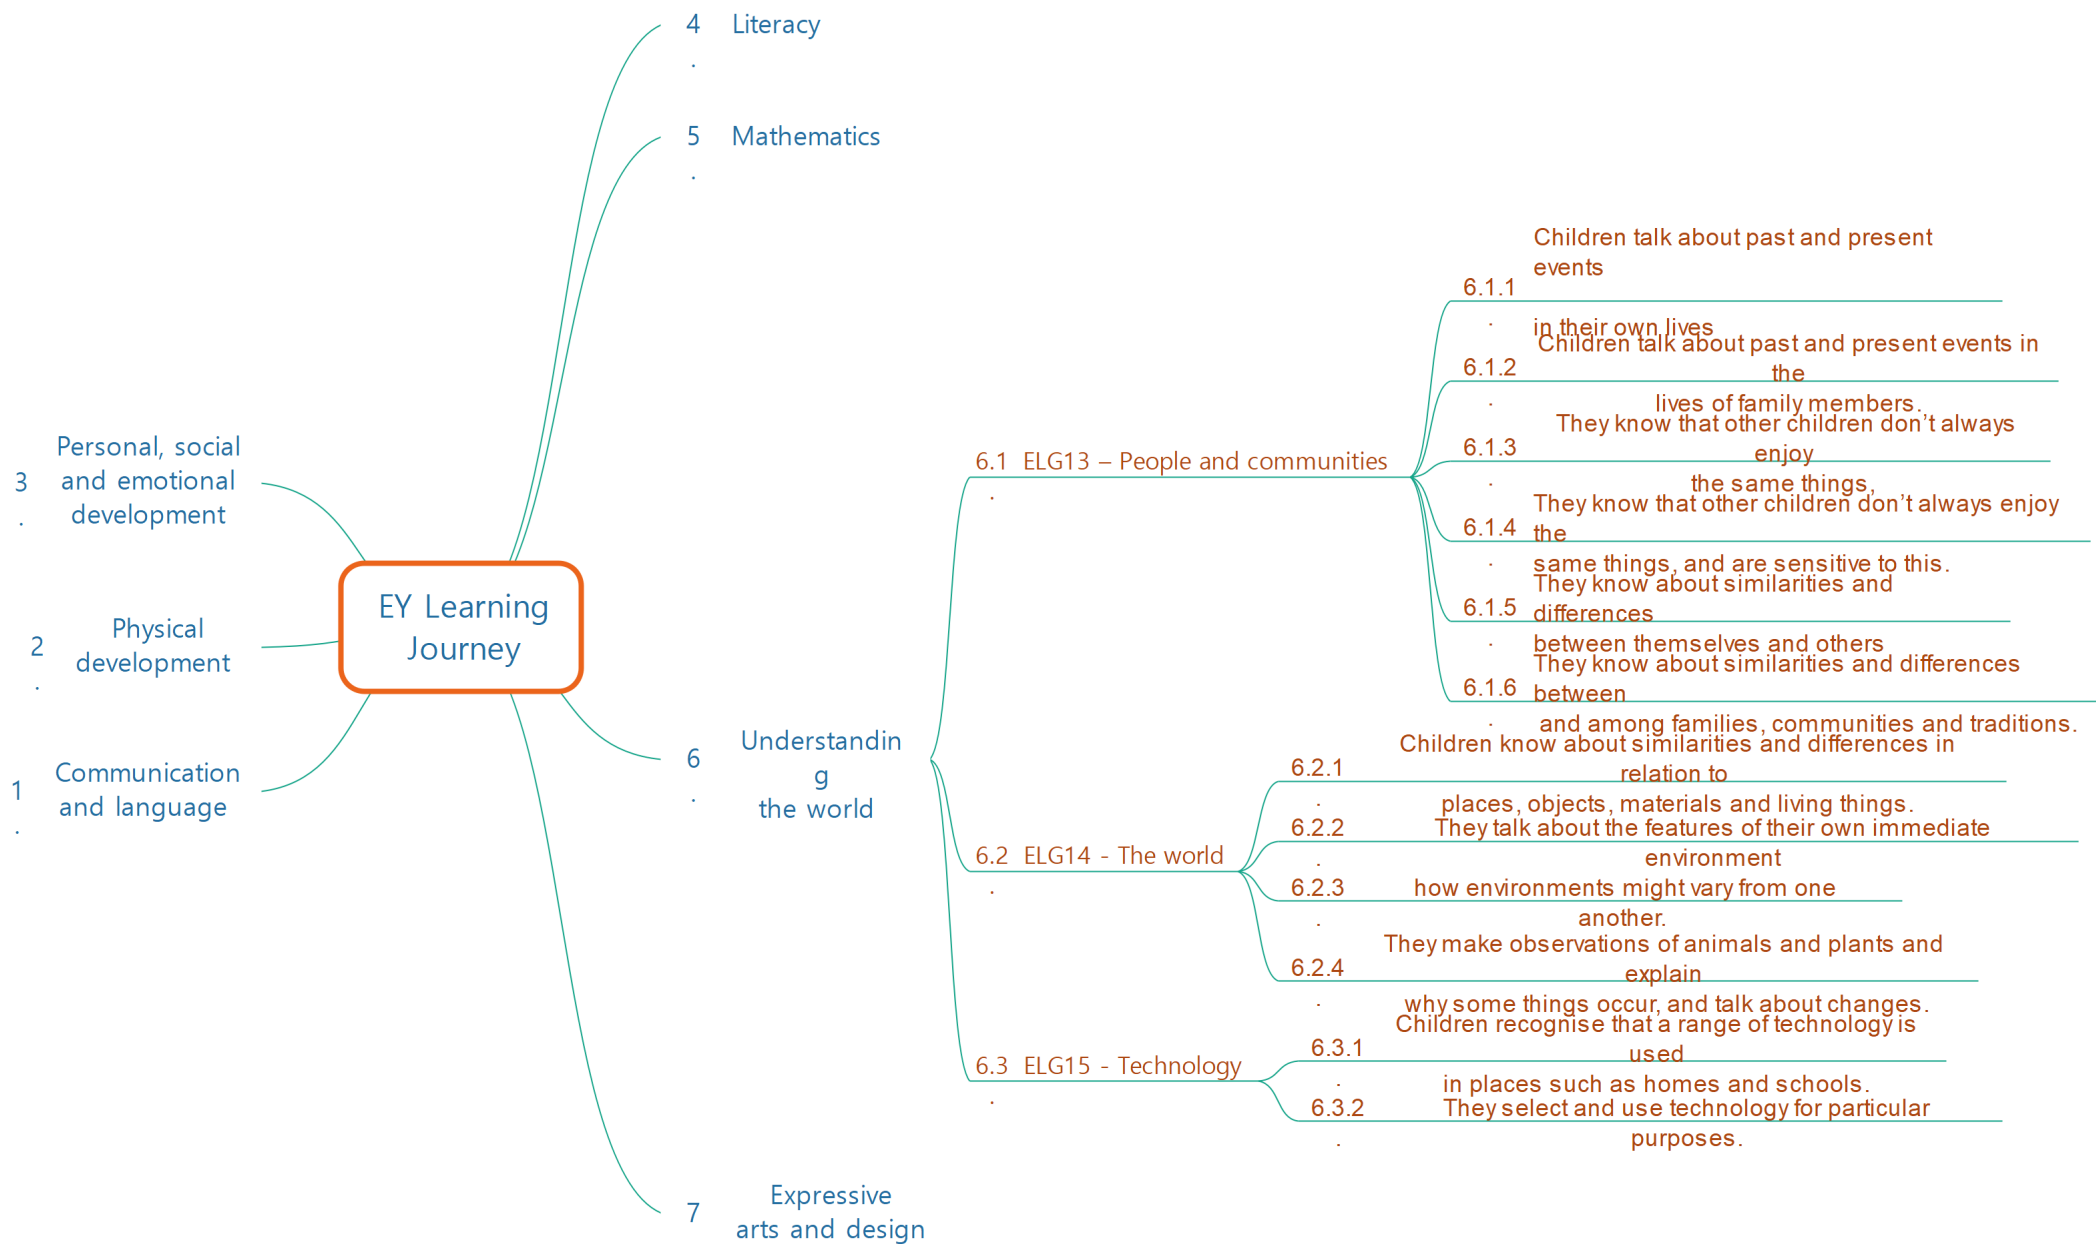 4. Literacy
5. Mathematics
3. Personal, social
and emotional
development
2. Physical
development
1. Communication
and language
EY Learning
Journey
6. Understandin
g
the world
6.1. ELG13 – People and communities
6.1.1. Children talk about past and present
events
in their own lives
6.1.2. Children talk about past and present events in
the
lives of family members.
6.1.3. They know that other children don’t always
enjoy
the same things,
6.1.4. They know that other children don’t always enjoy
the
same things, and are sensitive to this.
6.1.5. They know about similarities and
differences
between themselves and others
6.1.6. They know about similarities and differences
between
and among families, communities and traditions.
6.2. ELG14 - The world
6.2.1. Children know about similarities and differences in
relation to
places, objects, materials and living things.
6.2.2. They talk about the features of their own immediate
environment
6.2.3. how environments might vary from one
another.
6.2.4. They make observations of animals and plants and
explain
why some things occur, and talk about changes.
6.3. ELG15 - Technology
6.3.1. Children recognise that a range of technology is
used
in places such as homes and schools.
6.3.2. They select and use technology for particular
purposes.
7 Expressive
arts and design